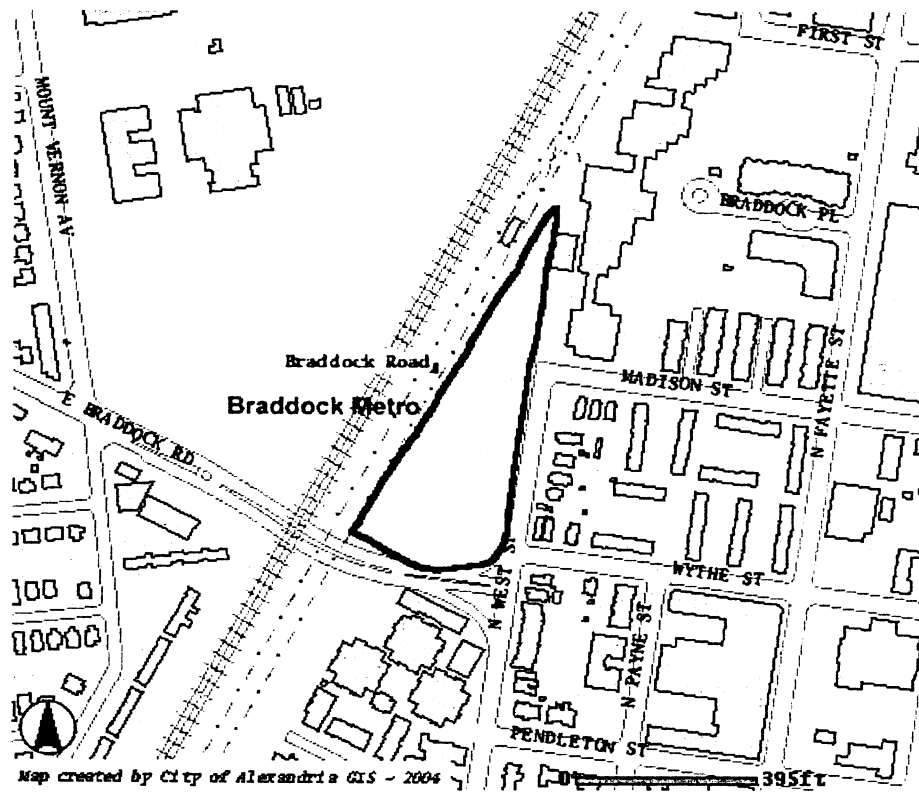 FIRST ST
MOUNT VERNON AV
BRADDOCK PL
Braddock Road
MADISON ST
Braddock Metro
E BRADDOCK RD
N FAYETTE ST
WYTHE ST
N WEST ST
N PAYNE ST
PENDLETON ST
Map created by City of Alexandria GIS - 2004
0 395ft